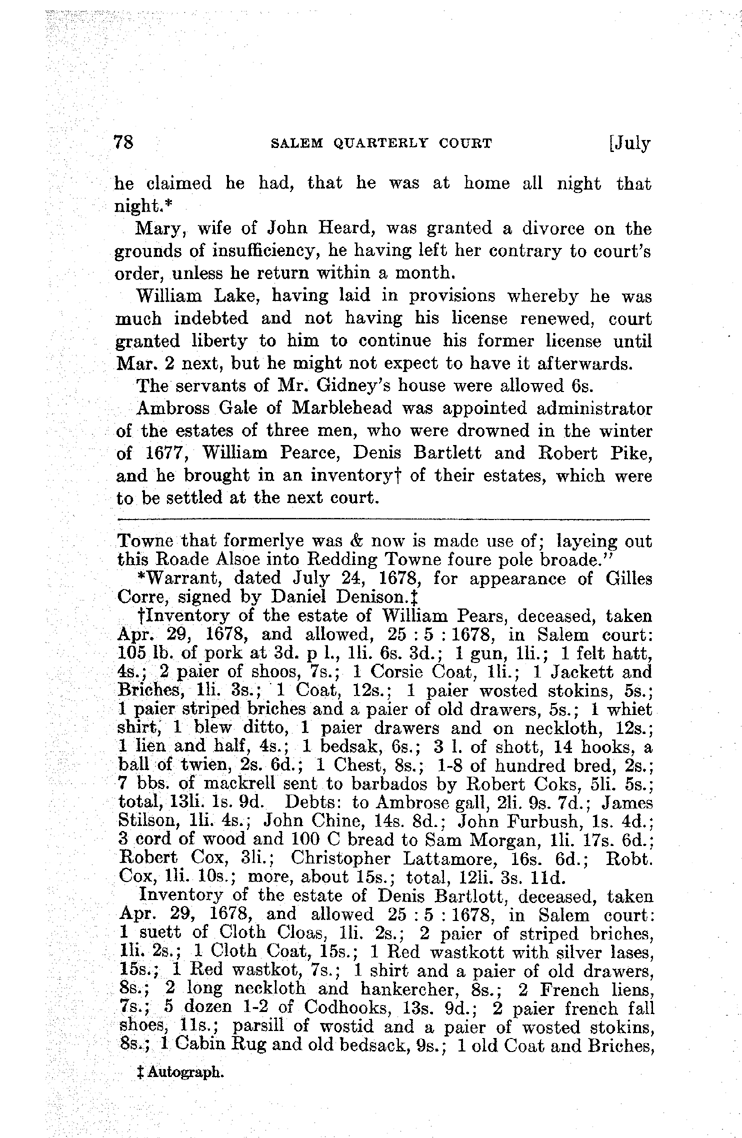 78 SALEM QUARTERLY COURT [July
he claimed he had, that he was at home all night that
night.*
Mary, wife of John Heard, was granted a divorce on the
grounds of insufficiency, he having left her contrary to court's
order, unless he return within a month.
William Lake, having laid in provisions whereby he was
much indebted and not having his license renewed, court
granted liberty to him to continue his former license until
Mar. 2 next, but he might not expect to have it afterwards.
The servants of Mr. Gidney's house were allowed 6s.
Ambross Gale of Marblehead was appointed administrator
of the estates of three men, who were drowned in the winter
of 1677, William Pearce, Denis Bartlett and Robert Pike,
and he brought in an inventory† of their estates, which were
to be settled at the next court.
Towne that formerlye was & now is made use of; layeing out
this Roade Alsoe into Redding Towne foure pole broade."
*Warrant, dated July 24, 1678, for appearance of Gilles
Corre, signed by Daniel Denison.‡
†Inventory of the estate of William Pears, deceased, taken
Apr. 29, 1678, and allowed, 25 : 5 : 1678, in Salem court:
105 lb. of pork at 3d. p l., 1li. 6s. 3d.; 1 gun, 1li.; 1 felt hatt,
4s.; 2 paier of shoos, 7s.; 1 Corsie Coat, 1li.; 1 Jackett and
Briches, 1li. 3s.; 1 Coat, 12s.; 1 paier wosted stokins, 5s.;
1 paier striped briches and a paier of old drawers, 5s.; 1 whiet
shirt, 1 blew ditto, 1 paier drawers and on neckloth, 12s.;
1 lien and half, 4s.; 1 bedsak, 6s.; 3 l. of shott, 14 hooks, a
ball of twien, 2s. 6d.; 1 Chest, 8s.; 1-8 of hundred bred, 2s.;
7 bbs. of mackrell sent to barbados by Robert Coks, 5li. 5s.;
total, 13li. 1s. 9d. Debts: to Ambrose gall, 2li. 9s. 7d.; James
Stilson, 1li. 4s.; John Chine, 14s. 8d.; John Furbush, 1s. 4d.;
3 cord of wood and 100 C bread to Sam Morgan, 1li. 17s. 6d.;
Robert Cox, 3li.; Christopher Lattamore, 16s. 6d.; Robt.
Cox, 1li. 10s.; more, about 15s.; total, 12li. 3s. 11d.
Inventory of the estate of Denis Bartlott, deceased, taken
Apr. 29, 1678, and allowed 25 : 5 : 1678, in Salem court:
1 suett of Cloth Cloas, 1li. 2s.; 2 paier of striped briches,
1li. 2s.; 1 Cloth Coat, 15s.; 1 Red wastkott with silver lases,
15s.; 1 Red wastkot, 7s.; 1 shirt and a paier of old drawers,
8s.; 2 long neckloth and hankercher, 8s.; 2 French liens,
7s.; 5 dozen 1-2 of Codhooks, 13s. 9d.; 2 paier french fall
shoes, 11s.; parsill of wostid and a paier of wosted stokins,
8s.; 1 Cabin Rug and old bedsack, 9s.; 1 old Coat and Briches,
‡ Autograph.